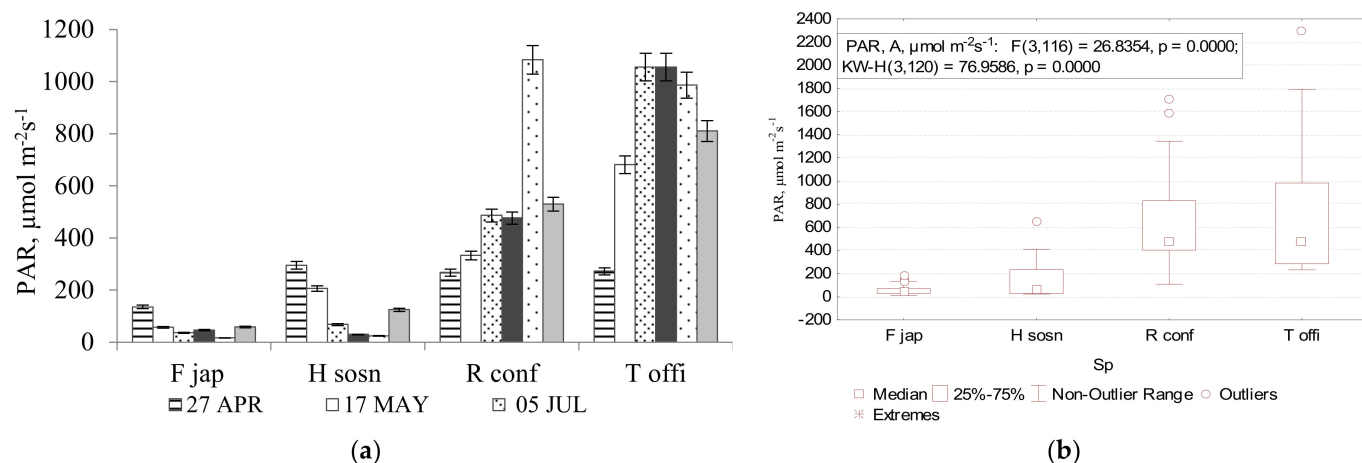 1200
1000
800
600
400
200
0
PAR, µmol m-2s-1
F jap H sosn R conf T offi
27 APR 17 MAY 05 JUL
(a)
PAR, A, µmol m-2s-1: F(3,116) = 26.8354, p = 0.0000;
KW-H(3,120) = 76.9586, p = 0.0000
2400
2200
2000
1800
1600
1400
1200
1000
800
600
400
200
0
-200
PAR, µmol m-2s-1
F jap H sosn R conf T offi
Sp
Median 25%-75% Non-Outlier Range Outliers
Extremes
(b)